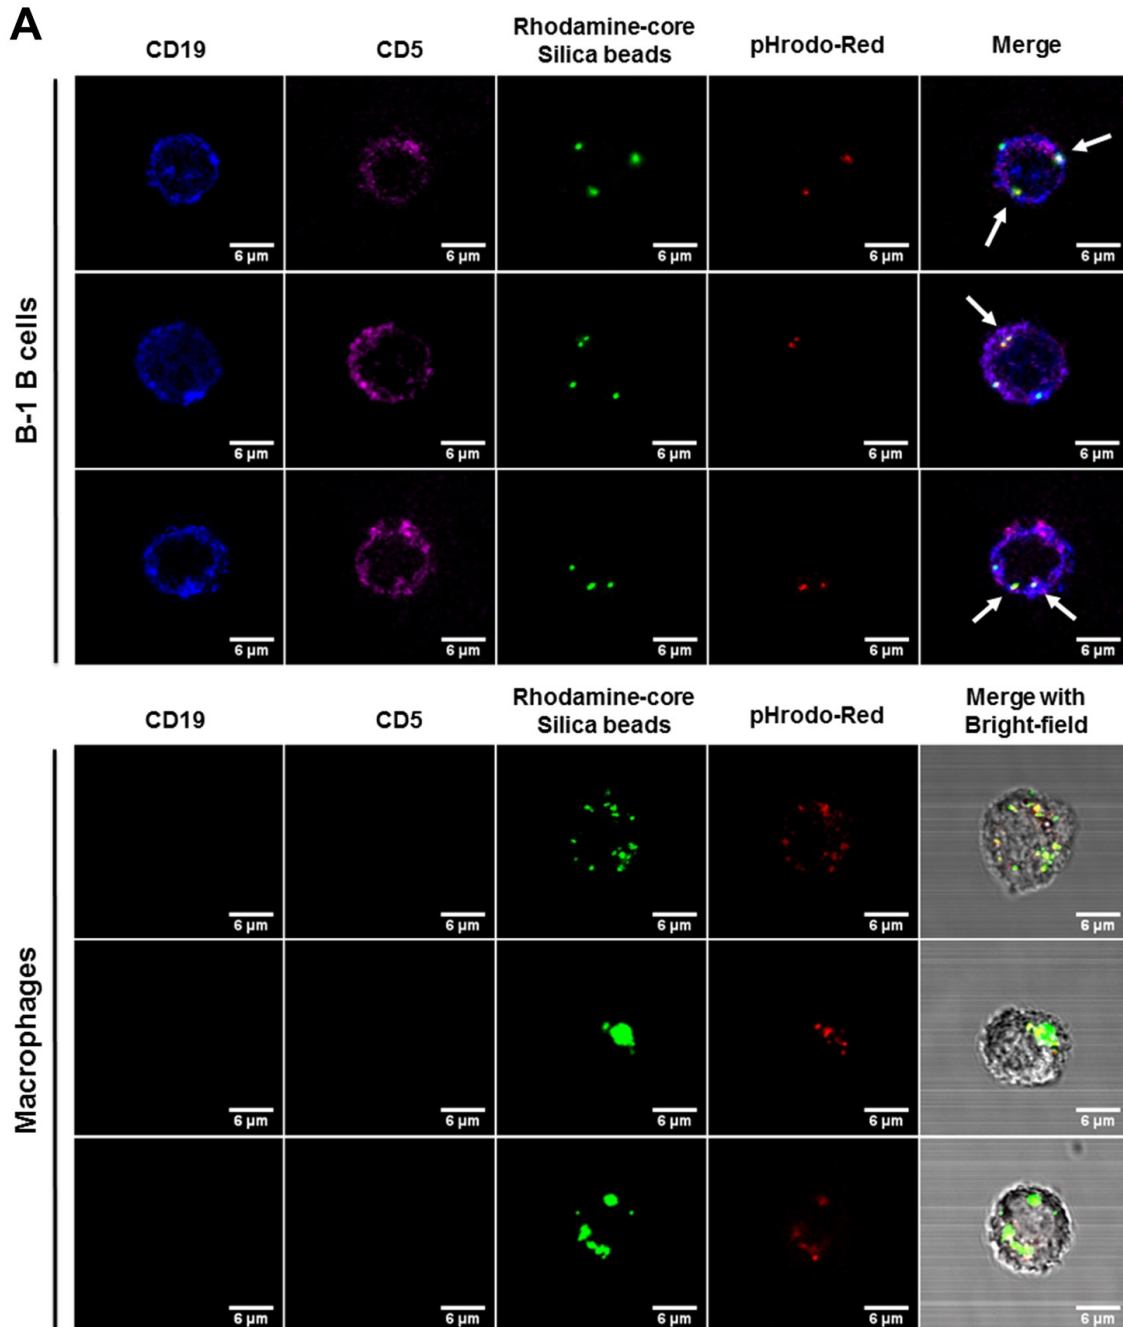 A
CD19 CD5 Rhodamine-core Silica beads pHrodo-Red Merge
B-1 B cells
6 µm 6 µm 6 µm 6 µm 6 µm
6 µm 6 µm 6 µm 6 µm 6 µm
6 µm 6 µm 6 µm 6 µm 6 µm
CD19 CD5 Rhodamine-core Silica beads pHrodo-Red Merge with Bright-field
Macrophages
6 µm 6 µm 6 µm 6 µm 6 µm
6 µm 6 µm 6 µm 6 µm 6 µm
6 µm 6 µm 6 µm 6 µm 6 µm